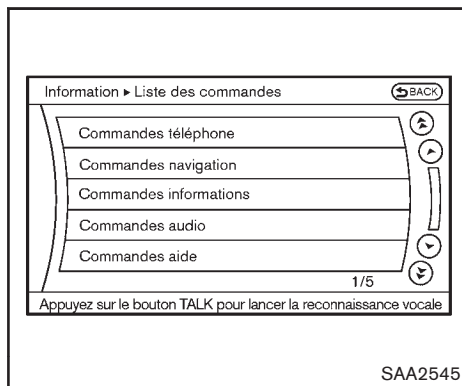 Information ▸ Liste des commandes BACK
Commandes téléphone
Commandes navigation
Commandes informations
Commandes audio
Commandes aide
1/5
Appuyez sur le bouton TALK pour lancer la reconnaissance vocale
SAA2545